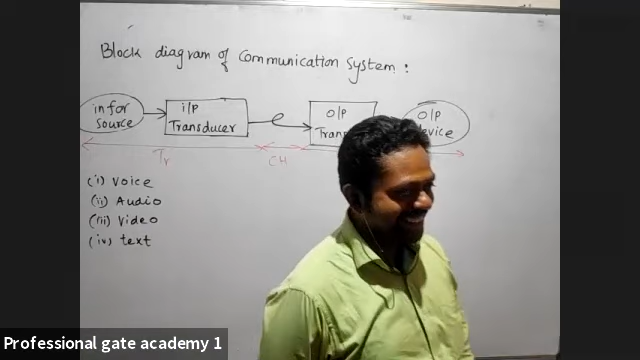 Block diagram of Communication System :
infor source
i/P Transducer
o/P
o/P device
Tr
CH
(i) Voice
(ii) Audio
(iii) Video
(iv) text
Professional gate academy 1